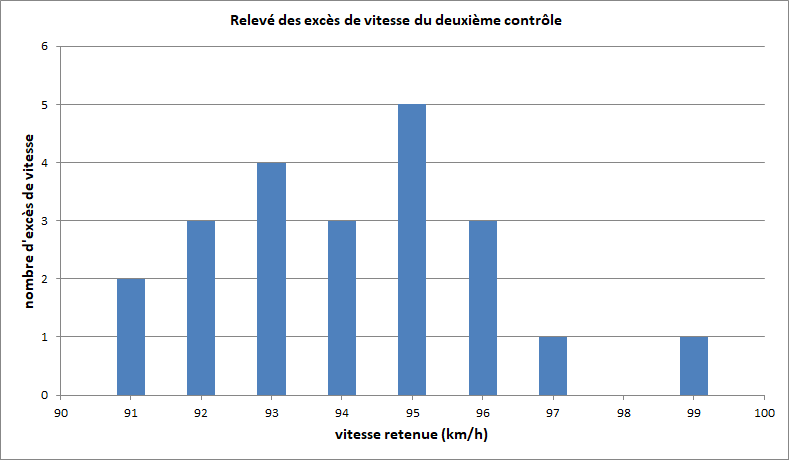 Relevé des excès de vitesse du deuxième contrôle
6
5
4
3
2
1
0
nombre d'excès de vitesse
90 91 92 93 94 95 96 97 98 99 100
vitesse retenue (km/h)